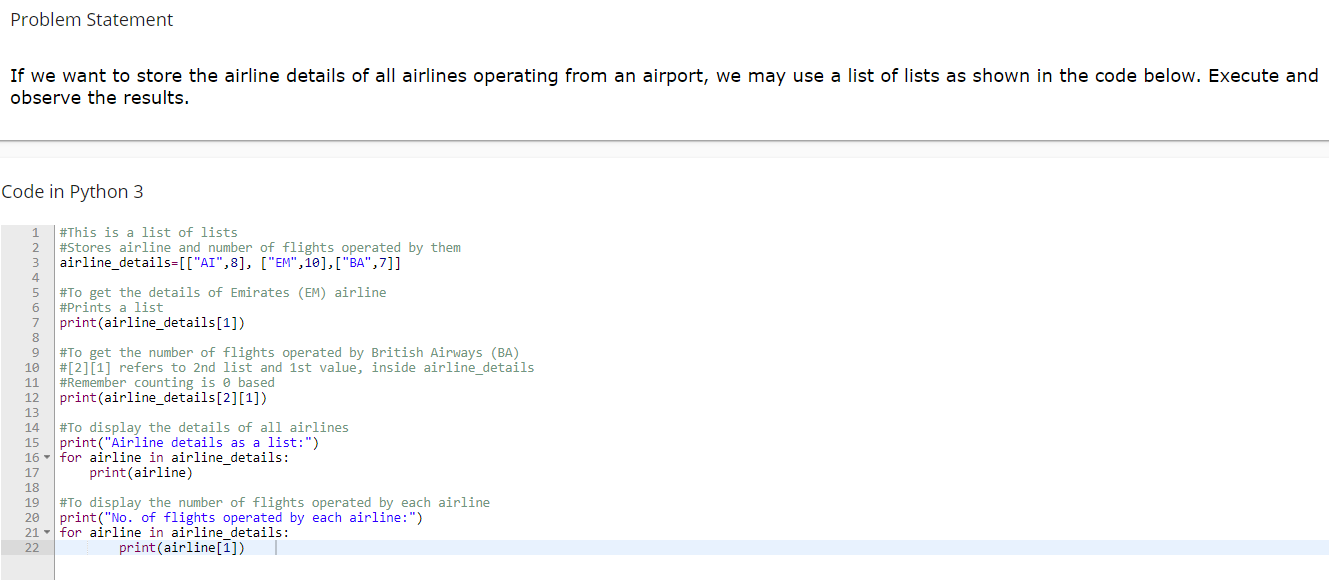 Problem Statement
If we want to store the airline details of all airlines operating from an airport, we may use a list of lists as shown in the code below. Execute and
observe the results.
Code in Python 3
1 #This is a list of lists
2 #Stores airline and number of flights operated by them
3 airline_details=[["AI",8], ["EM",10],["BA",7]]
4
5 #To get the details of Emirates (EM) airline
6 #Prints a list
7 print(airline_details[1])
8
9 #To get the number of flights operated by British Airways (BA)
10 #[2][1] refers to 2nd list and 1st value, inside airline_details
11 #Remember counting is 0 based
12 print(airline_details[2][1])
13
14 #To display the details of all airlines
15 print("Airline details as a list:")
16 for airline in airline_details:
17     print(airline)
18
19 #To display the number of flights operated by each airline
20 print("No. of flights operated by each airline:")
21 for airline in airline_details:
22         print(airline[1])